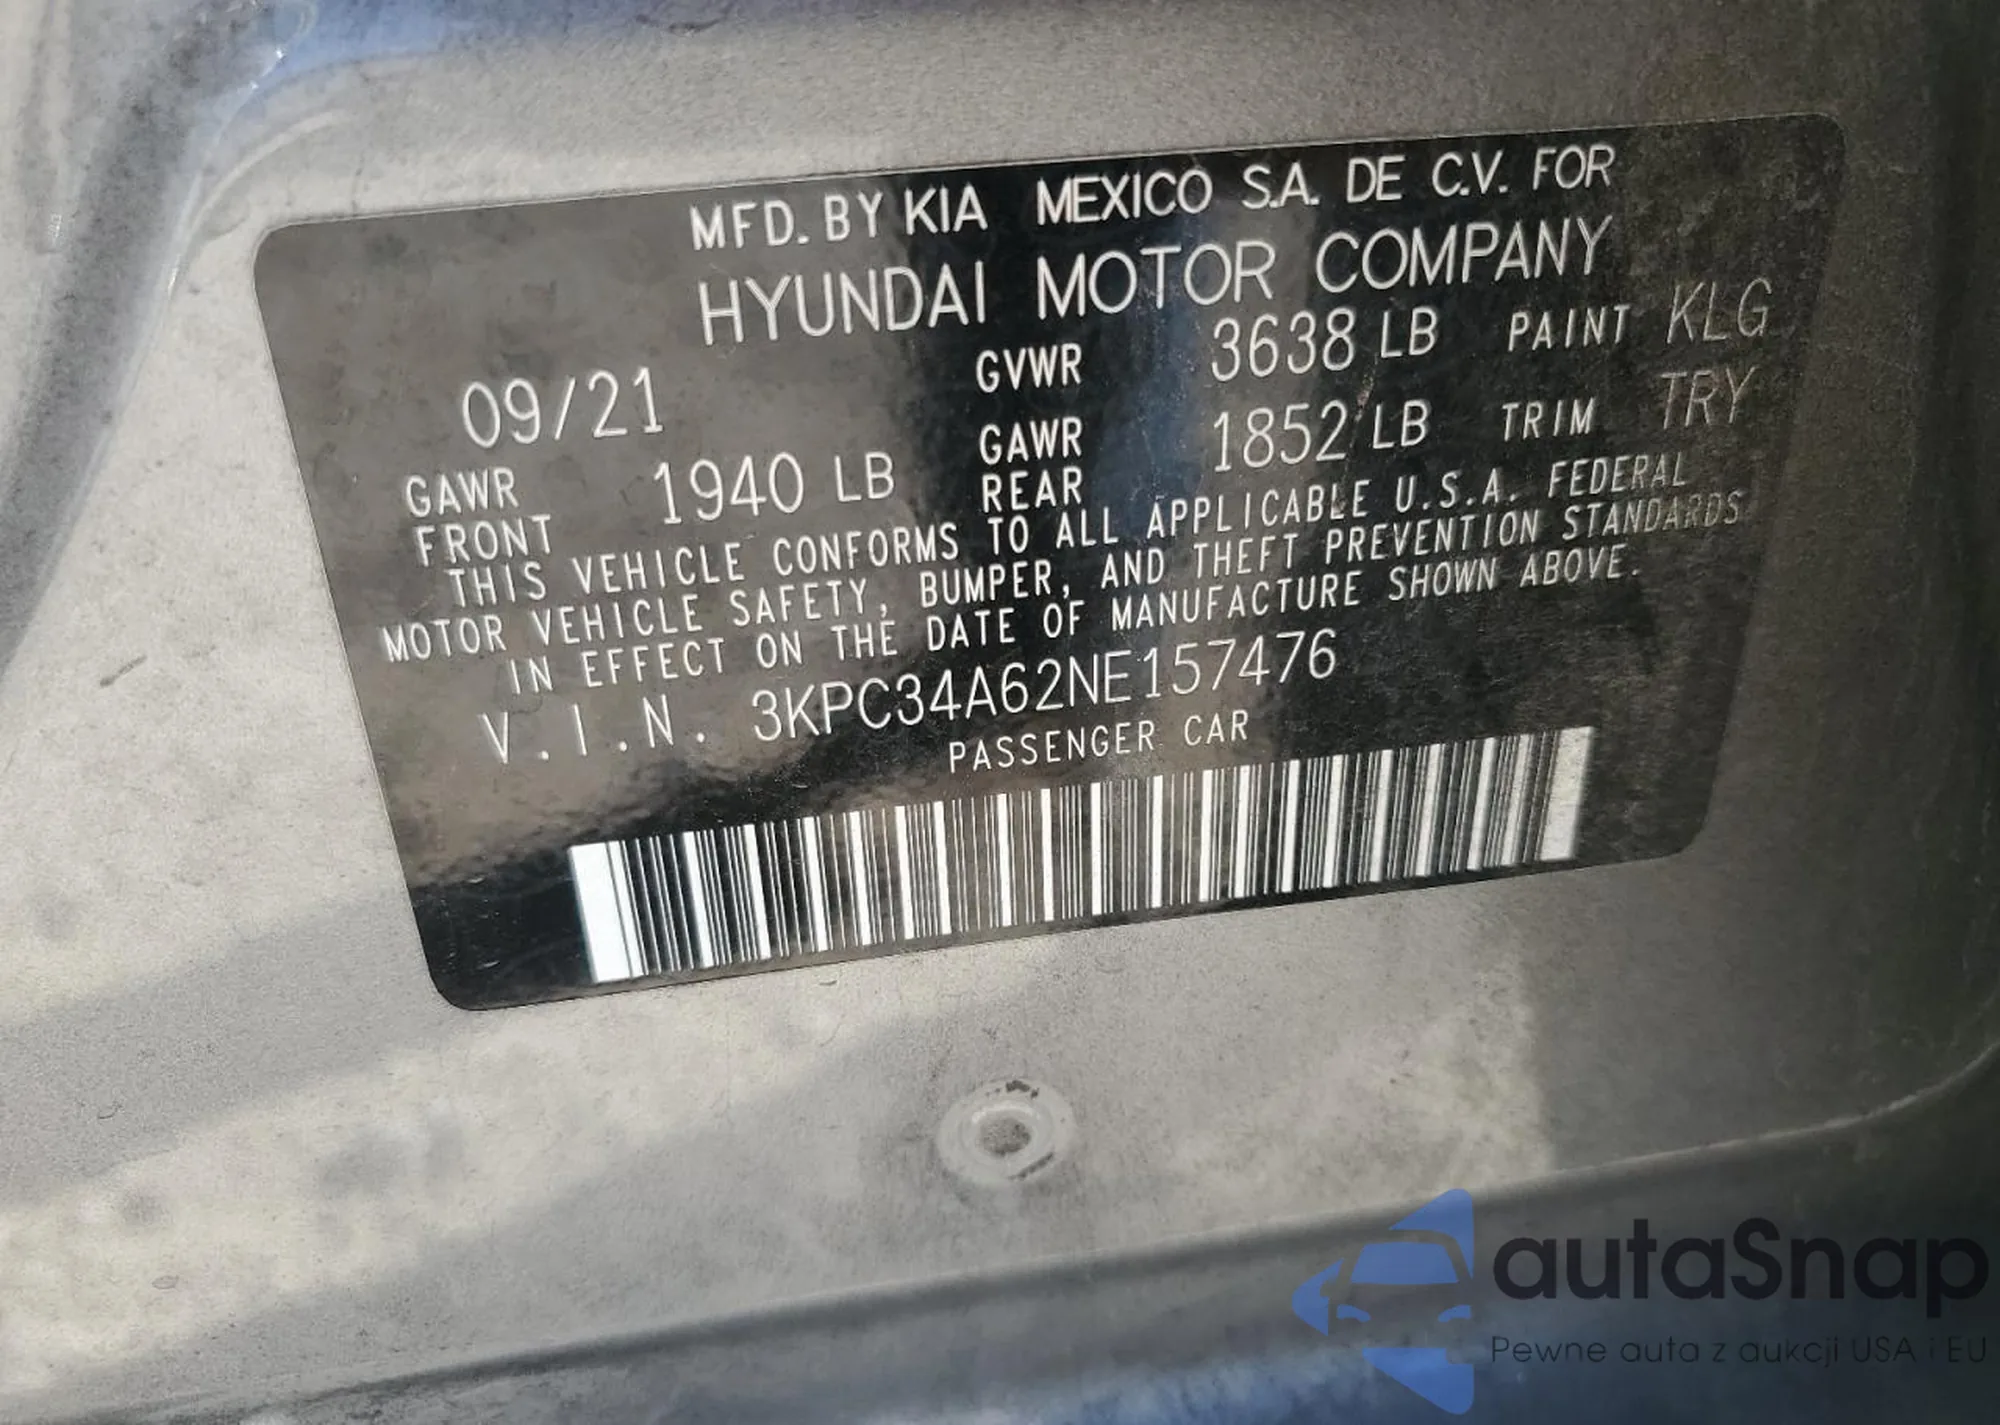 MFD. BY KIA MEXICO S.A. DE C.V. FOR
HYUNDAI MOTOR COMPANY
09/21 GVWR 3638 LB PAINT KLG
GAWR FRONT 1940 LB GAWR REAR 1852 LB TRIM TRY
THIS VEHICLE CONFORMS TO ALL APPLICABLE U.S.A. FEDERAL
MOTOR VEHICLE SAFETY, BUMPER, AND THEFT PREVENTION STANDARDS
IN EFFECT ON THE DATE OF MANUFACTURE SHOWN ABOVE.
V.I.N. 3KPC34A62NE157476
PASSENGER CAR
autaSnap
Pewne auta z aukcji USA i EU